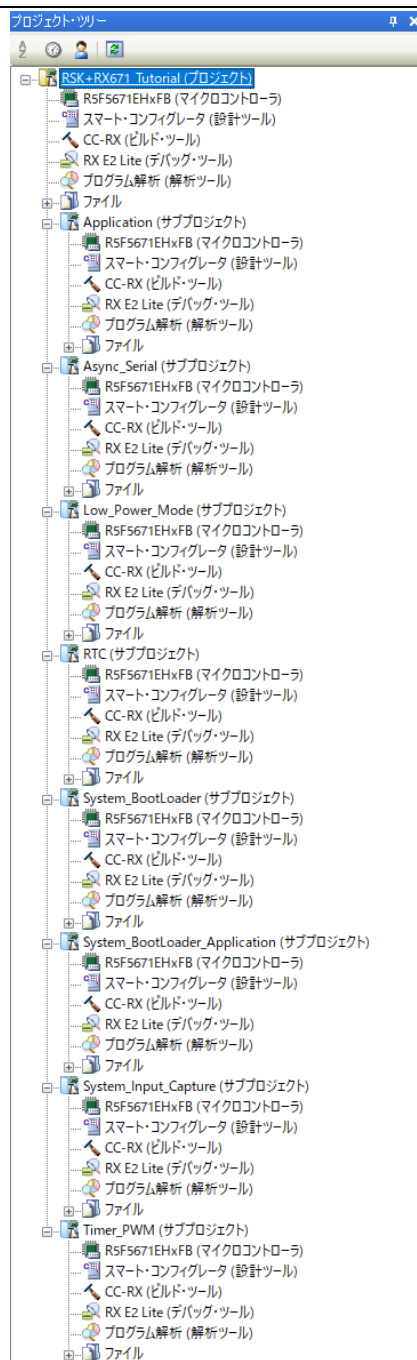 プロジェクト・ツリー
RSK+RX671_Tutorial (プロジェクト)
R5F5671EHxFB (マイクロコントローラ)
スマート・コンフィグレータ (設計ツール)
CC-RX (ビルド・ツール)
RX E2 Lite (デバッグ・ツール)
プログラム解析 (解析ツール)
ファイル
Application (サブプロジェクト)
R5F5671EHxFB (マイクロコントローラ)
スマート・コンフィグレータ (設計ツール)
CC-RX (ビルド・ツール)
RX E2 Lite (デバッグ・ツール)
プログラム解析 (解析ツール)
ファイル
Async_Serial (サブプロジェクト)
R5F5671EHxFB (マイクロコントローラ)
スマート・コンフィグレータ (設計ツール)
CC-RX (ビルド・ツール)
RX E2 Lite (デバッグ・ツール)
プログラム解析 (解析ツール)
ファイル
Low_Power_Mode (サブプロジェクト)
R5F5671EHxFB (マイクロコントローラ)
スマート・コンフィグレータ (設計ツール)
CC-RX (ビルド・ツール)
RX E2 Lite (デバッグ・ツール)
プログラム解析 (解析ツール)
ファイル
RTC (サブプロジェクト)
R5F5671EHxFB (マイクロコントローラ)
スマート・コンフィグレータ (設計ツール)
CC-RX (ビルド・ツール)
RX E2 Lite (デバッグ・ツール)
プログラム解析 (解析ツール)
ファイル
System_BootLoader (サブプロジェクト)
R5F5671EHxFB (マイクロコントローラ)
スマート・コンフィグレータ (設計ツール)
CC-RX (ビルド・ツール)
RX E2 Lite (デバッグ・ツール)
プログラム解析 (解析ツール)
ファイル
System_BootLoader_Application (サブプロジェクト)
R5F5671EHxFB (マイクロコントローラ)
スマート・コンフィグレータ (設計ツール)
CC-RX (ビルド・ツール)
RX E2 Lite (デバッグ・ツール)
プログラム解析 (解析ツール)
ファイル
System_Input_Capture (サブプロジェクト)
R5F5671EHxFB (マイクロコントローラ)
スマート・コンフィグレータ (設計ツール)
CC-RX (ビルド・ツール)
RX E2 Lite (デバッグ・ツール)
プログラム解析 (解析ツール)
ファイル
Timer_PWM (サブプロジェクト)
R5F5671EHxFB (マイクロコントローラ)
スマート・コンフィグレータ (設計ツール)
CC-RX (ビルド・ツール)
RX E2 Lite (デバッグ・ツール)
プログラム解析 (解析ツール)
ファイル